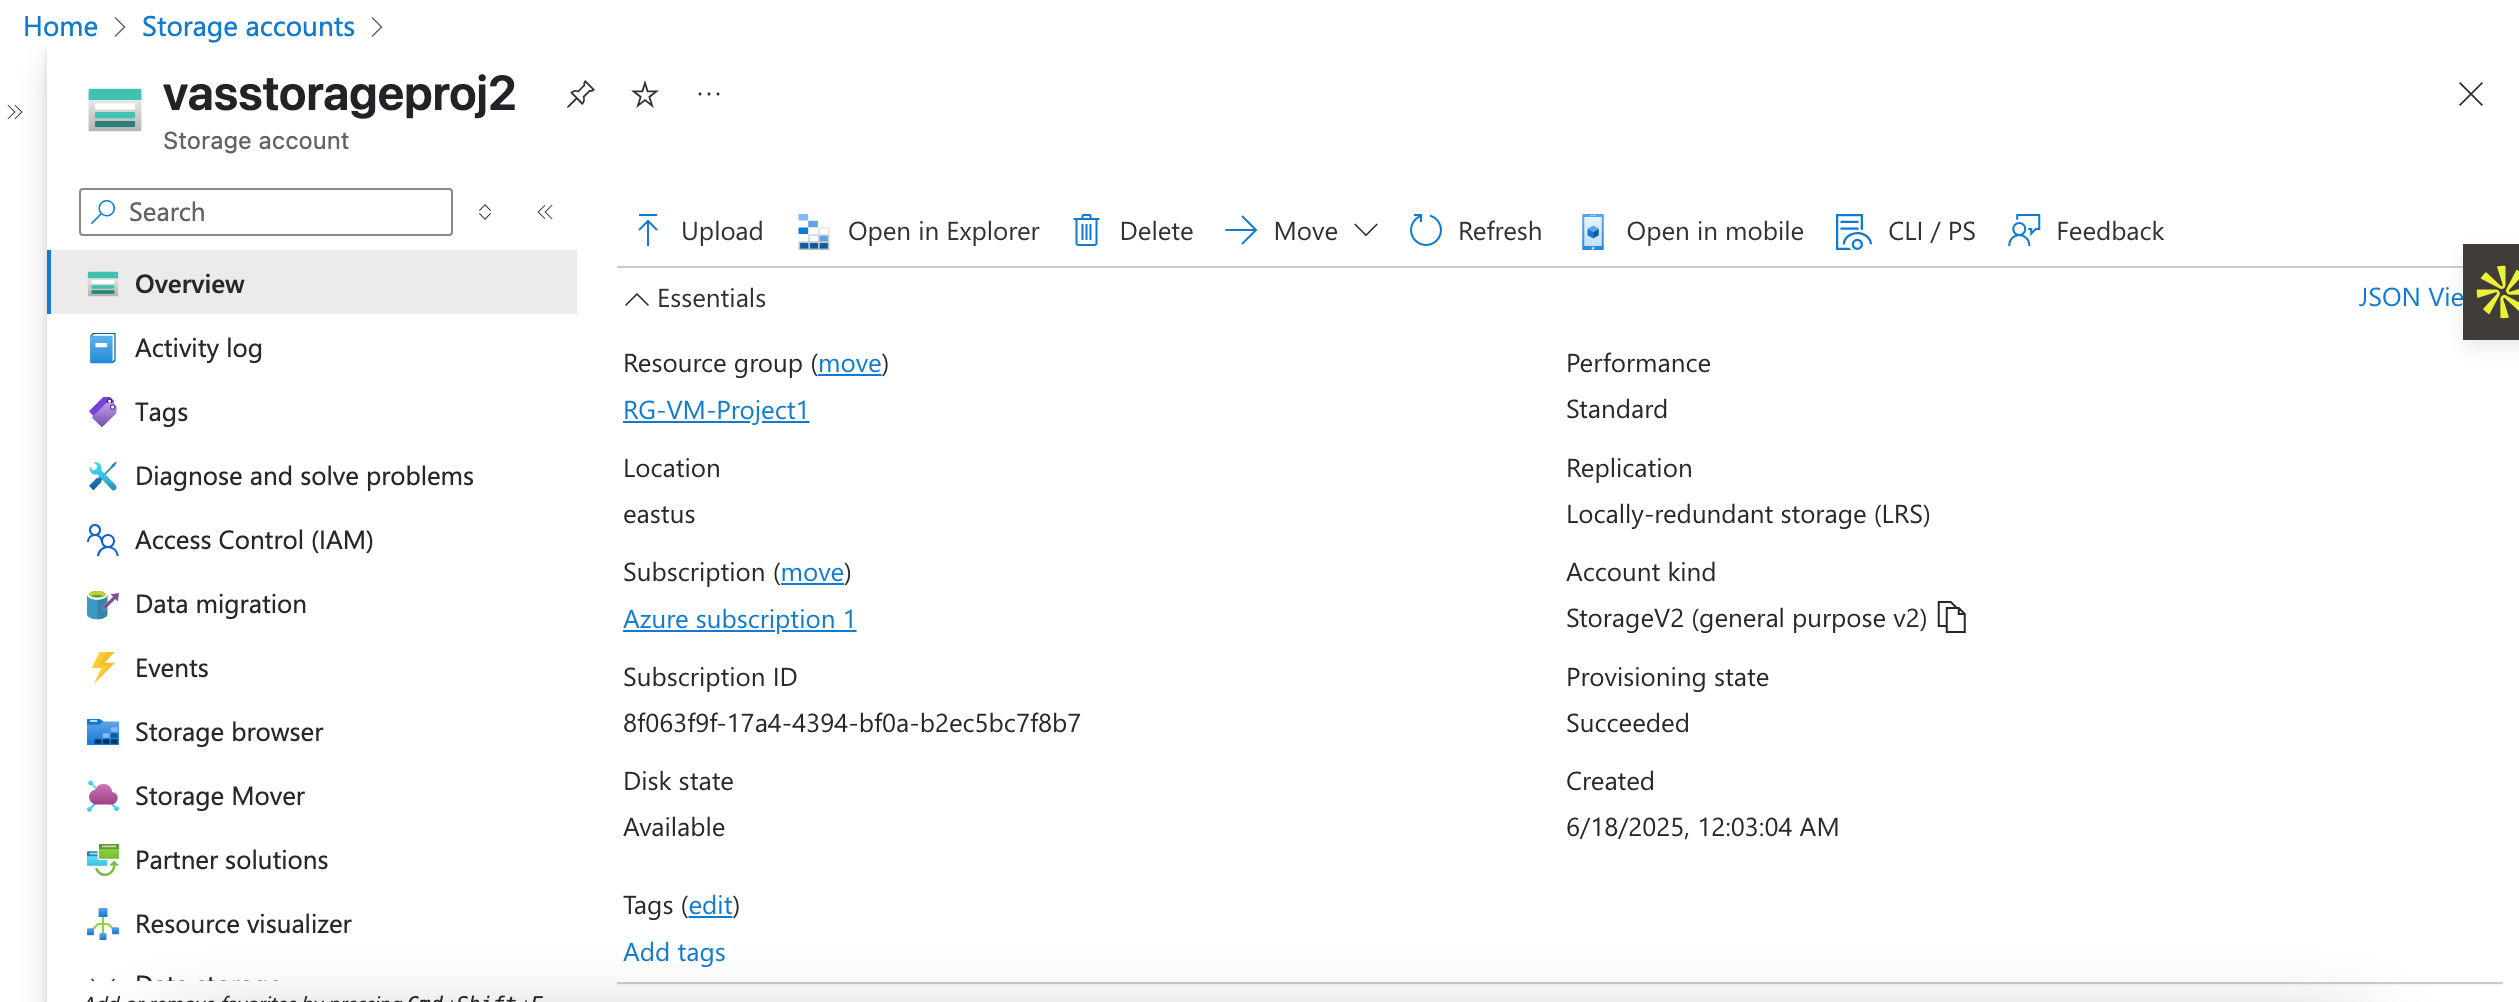 Home > Storage accounts >
vasstorageproj2
Storage account
Search
Overview
Activity log
Tags
Diagnose and solve problems
Access Control (IAM)
Data migration
Events
Storage browser
Storage Mover
Partner solutions
Resource visualizer
Data storage
Add or remove favorites by pressing Cmd+Shift+F
Upload Open in Explorer Delete Move Refresh Open in mobile CLI / PS Feedback
Essentials
JSON Vie
Resource group (move)
RG-VM-Project1
Location
eastus
Subscription (move)
Azure subscription 1
Subscription ID
8f063f9f-17a4-4394-bf0a-b2ec5bc7f8b7
Disk state
Available
Tags (edit)
Add tags
Performance
Standard
Replication
Locally-redundant storage (LRS)
Account kind
StorageV2 (general purpose v2)
Provisioning state
Succeeded
Created
6/18/2025, 12:03:04 AM